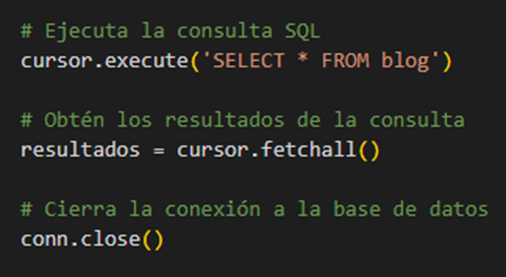 # Ejecuta la consulta SQL
cursor.execute('SELECT * FROM blog')
# Obtén los resultados de la consulta
resultados = cursor.fetchall()
# Cierra la conexión a la base de datos
conn.close()